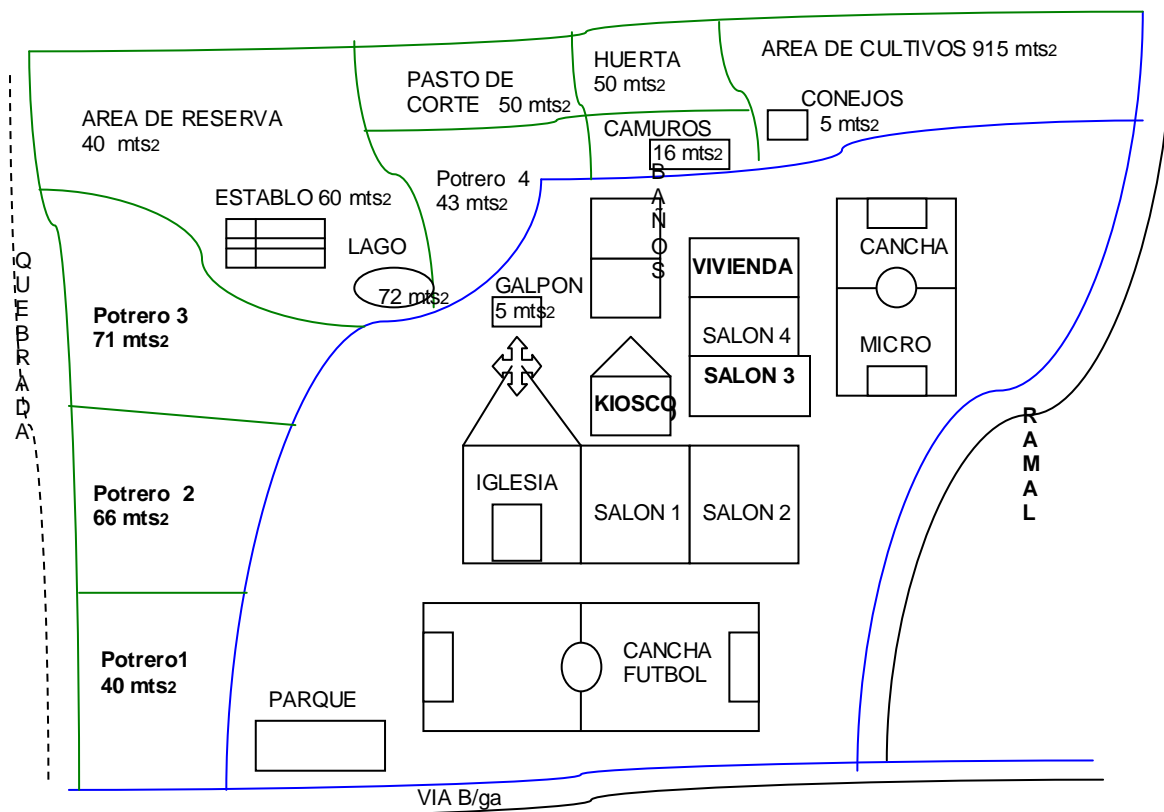 AREA DE CULTIVOS 915 mts2
HUERTA
50 mts2
PASTO DE
CORTE 50 mts2
CONEJOS
5 mts2
AREA DE RESERVA
40 mts2
CAMUROS
16 mts2
BAÑOS
Potrero 4
43 mts2
ESTABLO 60 mts2
LAGO
72 mts2
QUEBRADA
GALPON
5 mts2
VIVIENDA
CANCHA
MICRO
Potrero 3
71 mts2
SALON 4
SALON 3
KIOSCO
RAMAL
IGLESIA
SALON 1
SALON 2
Potrero 2
66 mts2
Potrero1
40 mts2
CANCHA
FUTBOL
PARQUE
VIA B/ga